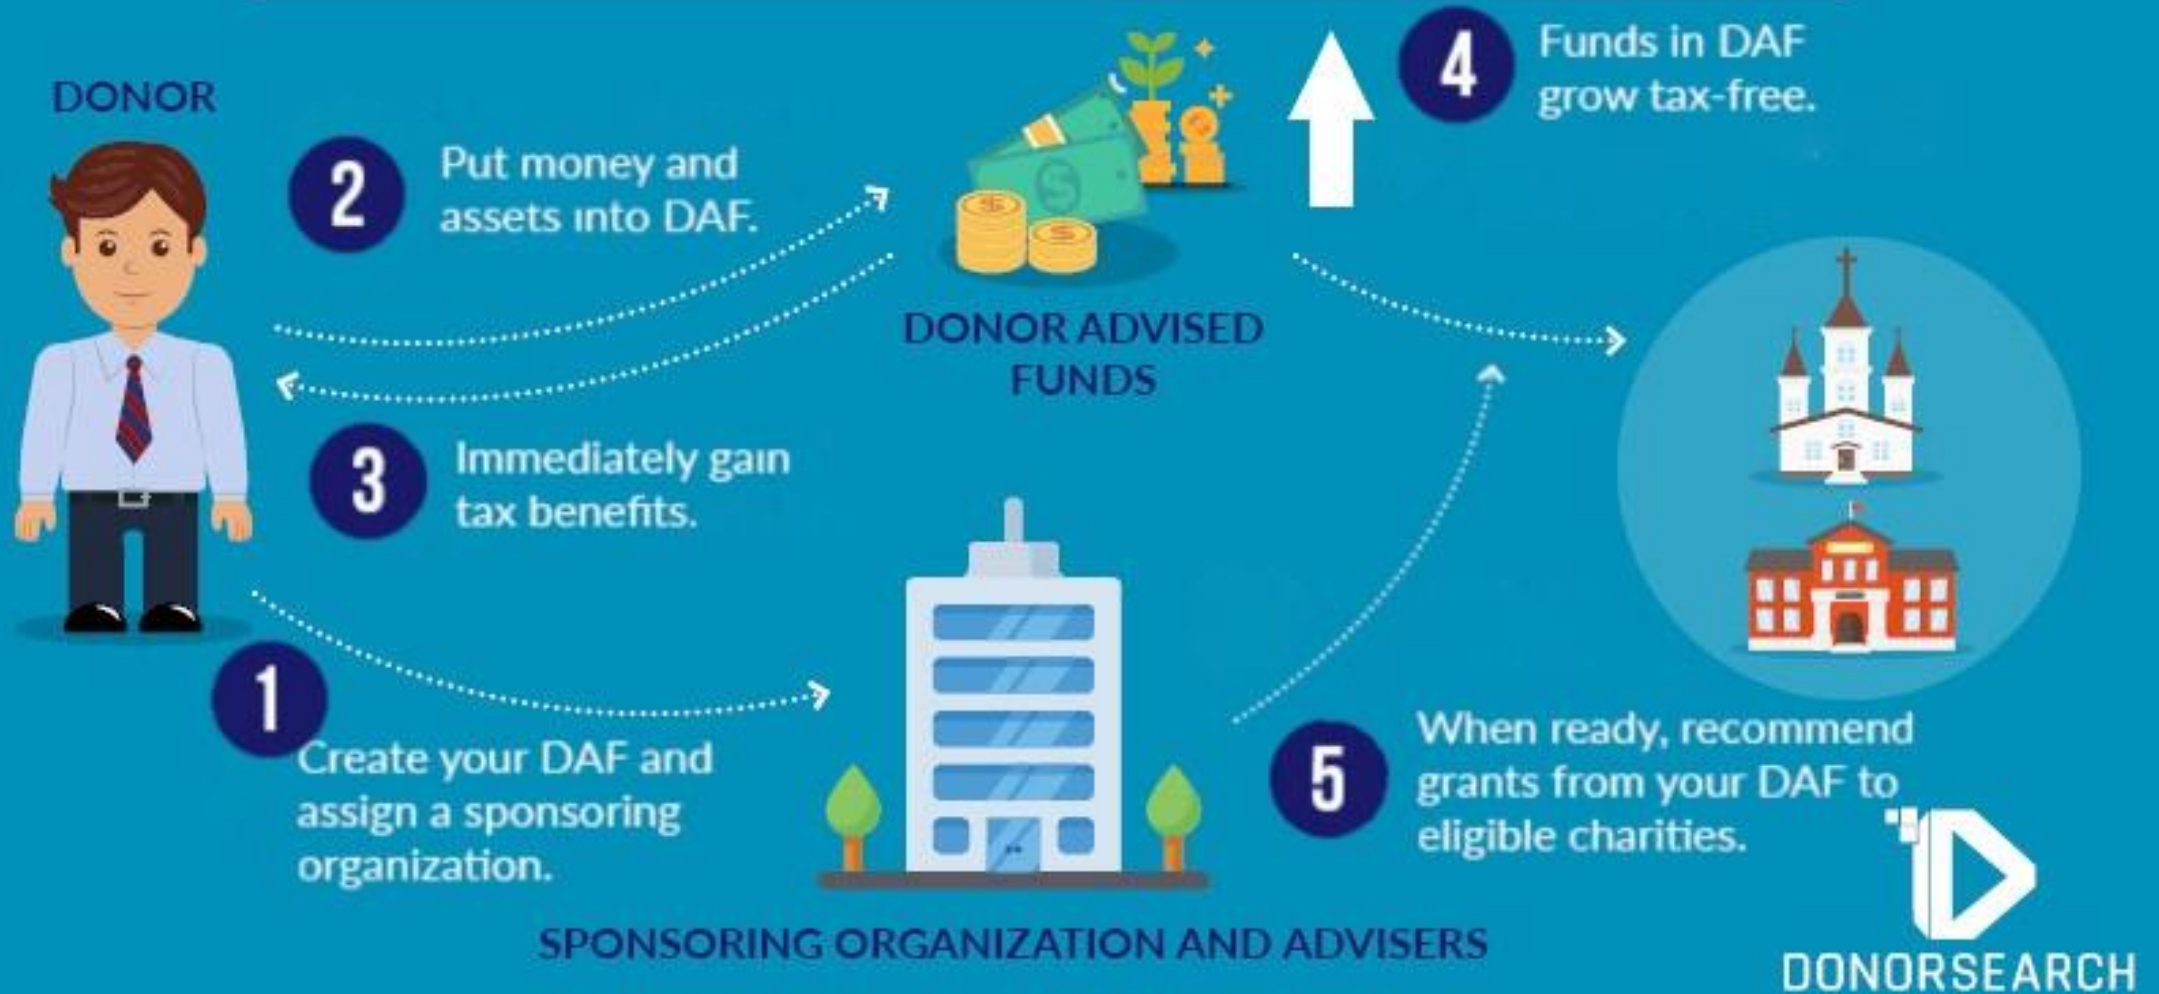 DONOR
2
Put money and
assets into DAF.
4
Funds in DAF
grow tax-free.
DONOR ADVISED
FUNDS
3
Immediately gain
tax benefits.
1
Create your DAF and
assign a sponsoring
organization.
5
When ready, recommend
grants from your DAF to
eligible charities.
SPONSORING ORGANIZATION AND ADVISERS
DONORSEARCH